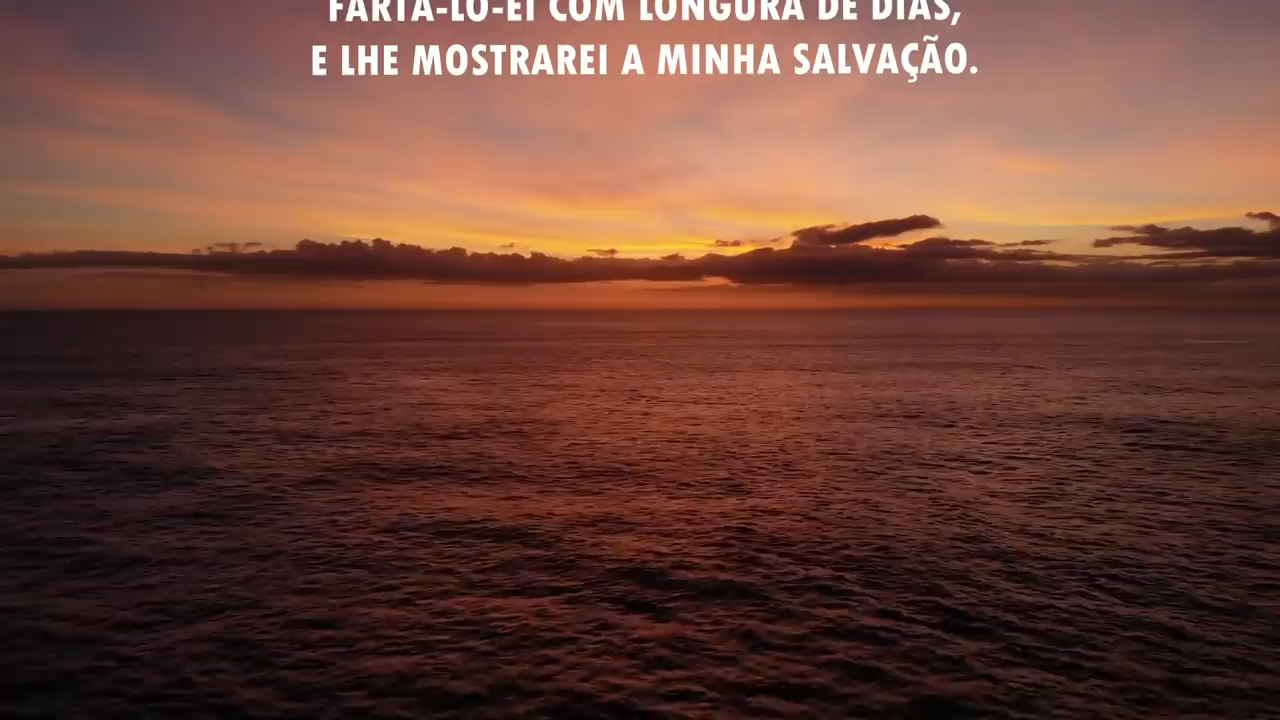 FARTÁ-LO-EI COM LONGURA DE DIAS,
E LHE MOSTRAREI A MINHA SALVAÇÃO.